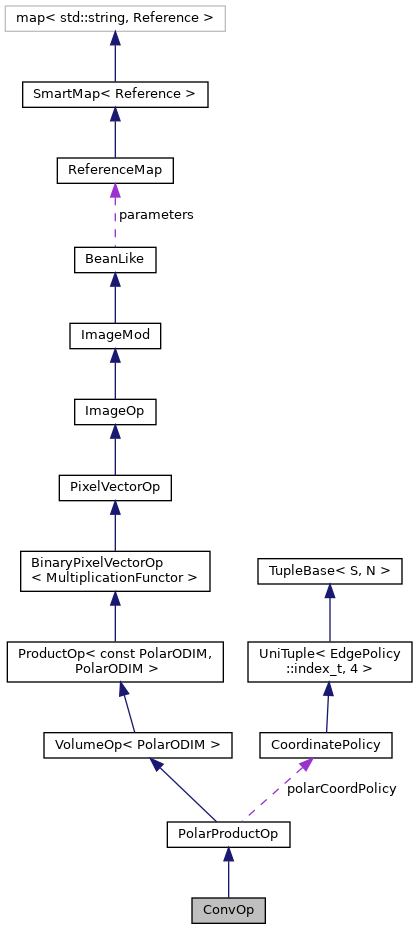 map< std::string, Reference >
SmartMap< Reference >
ReferenceMap
parameters
BeanLike
ImageMod
ImageOp
PixelVectorOp
BinaryPixelVectorOp
< MultiplicationFunctor >
TupleBase< S, N >
ProductOp< const PolarODIM,
PolarODIM >
UniTuple< EdgePolicy
::index_t, 4 >
VolumeOp< PolarODIM >
CoordinatePolicy
polarCoordPolicy
PolarProductOp
ConvOp